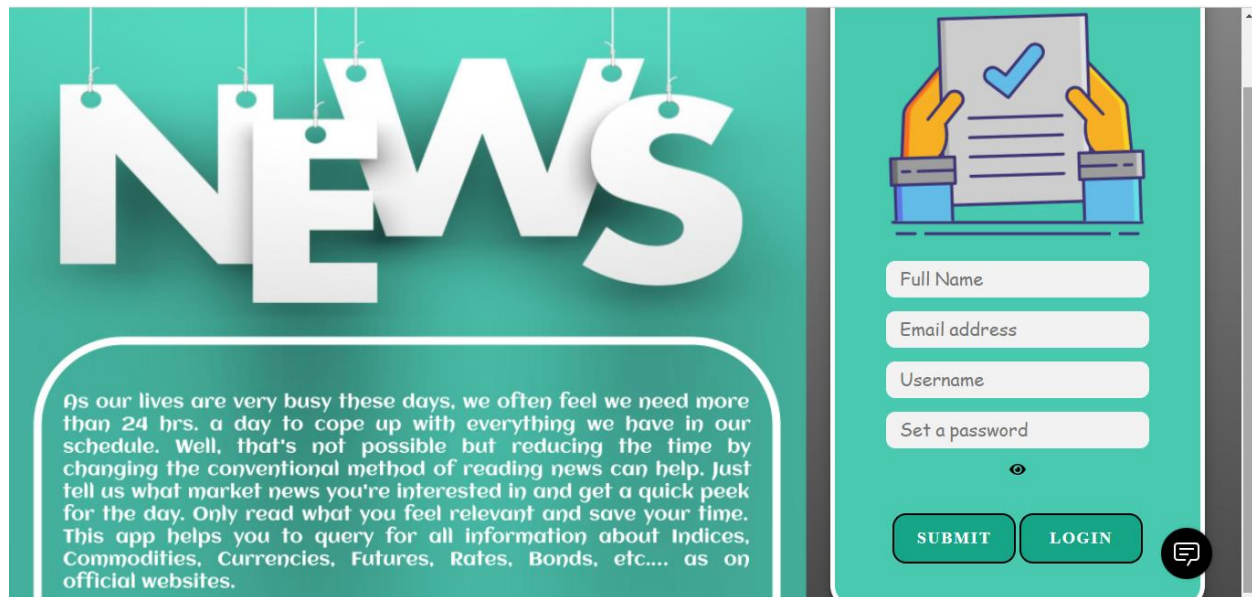 NEWS
As our lives are very busy these days, we often feel we need more
than 24 hrs. a day to cope up with everything we have in our
schedule. Well, that's not possible but reducing the time by
changing the conventional method of reading news can help. Just
tell us what market news you're interested in and get a quick peek
for the day. Only read what you feel relevant and save your time.
This app helps you to query for all information about Indices,
Commodities, Currencies, Futures, Rates, Bonds, etc.... as on
official websites.
Full Name
Email address
Username
Set a password
SUBMIT LOGIN